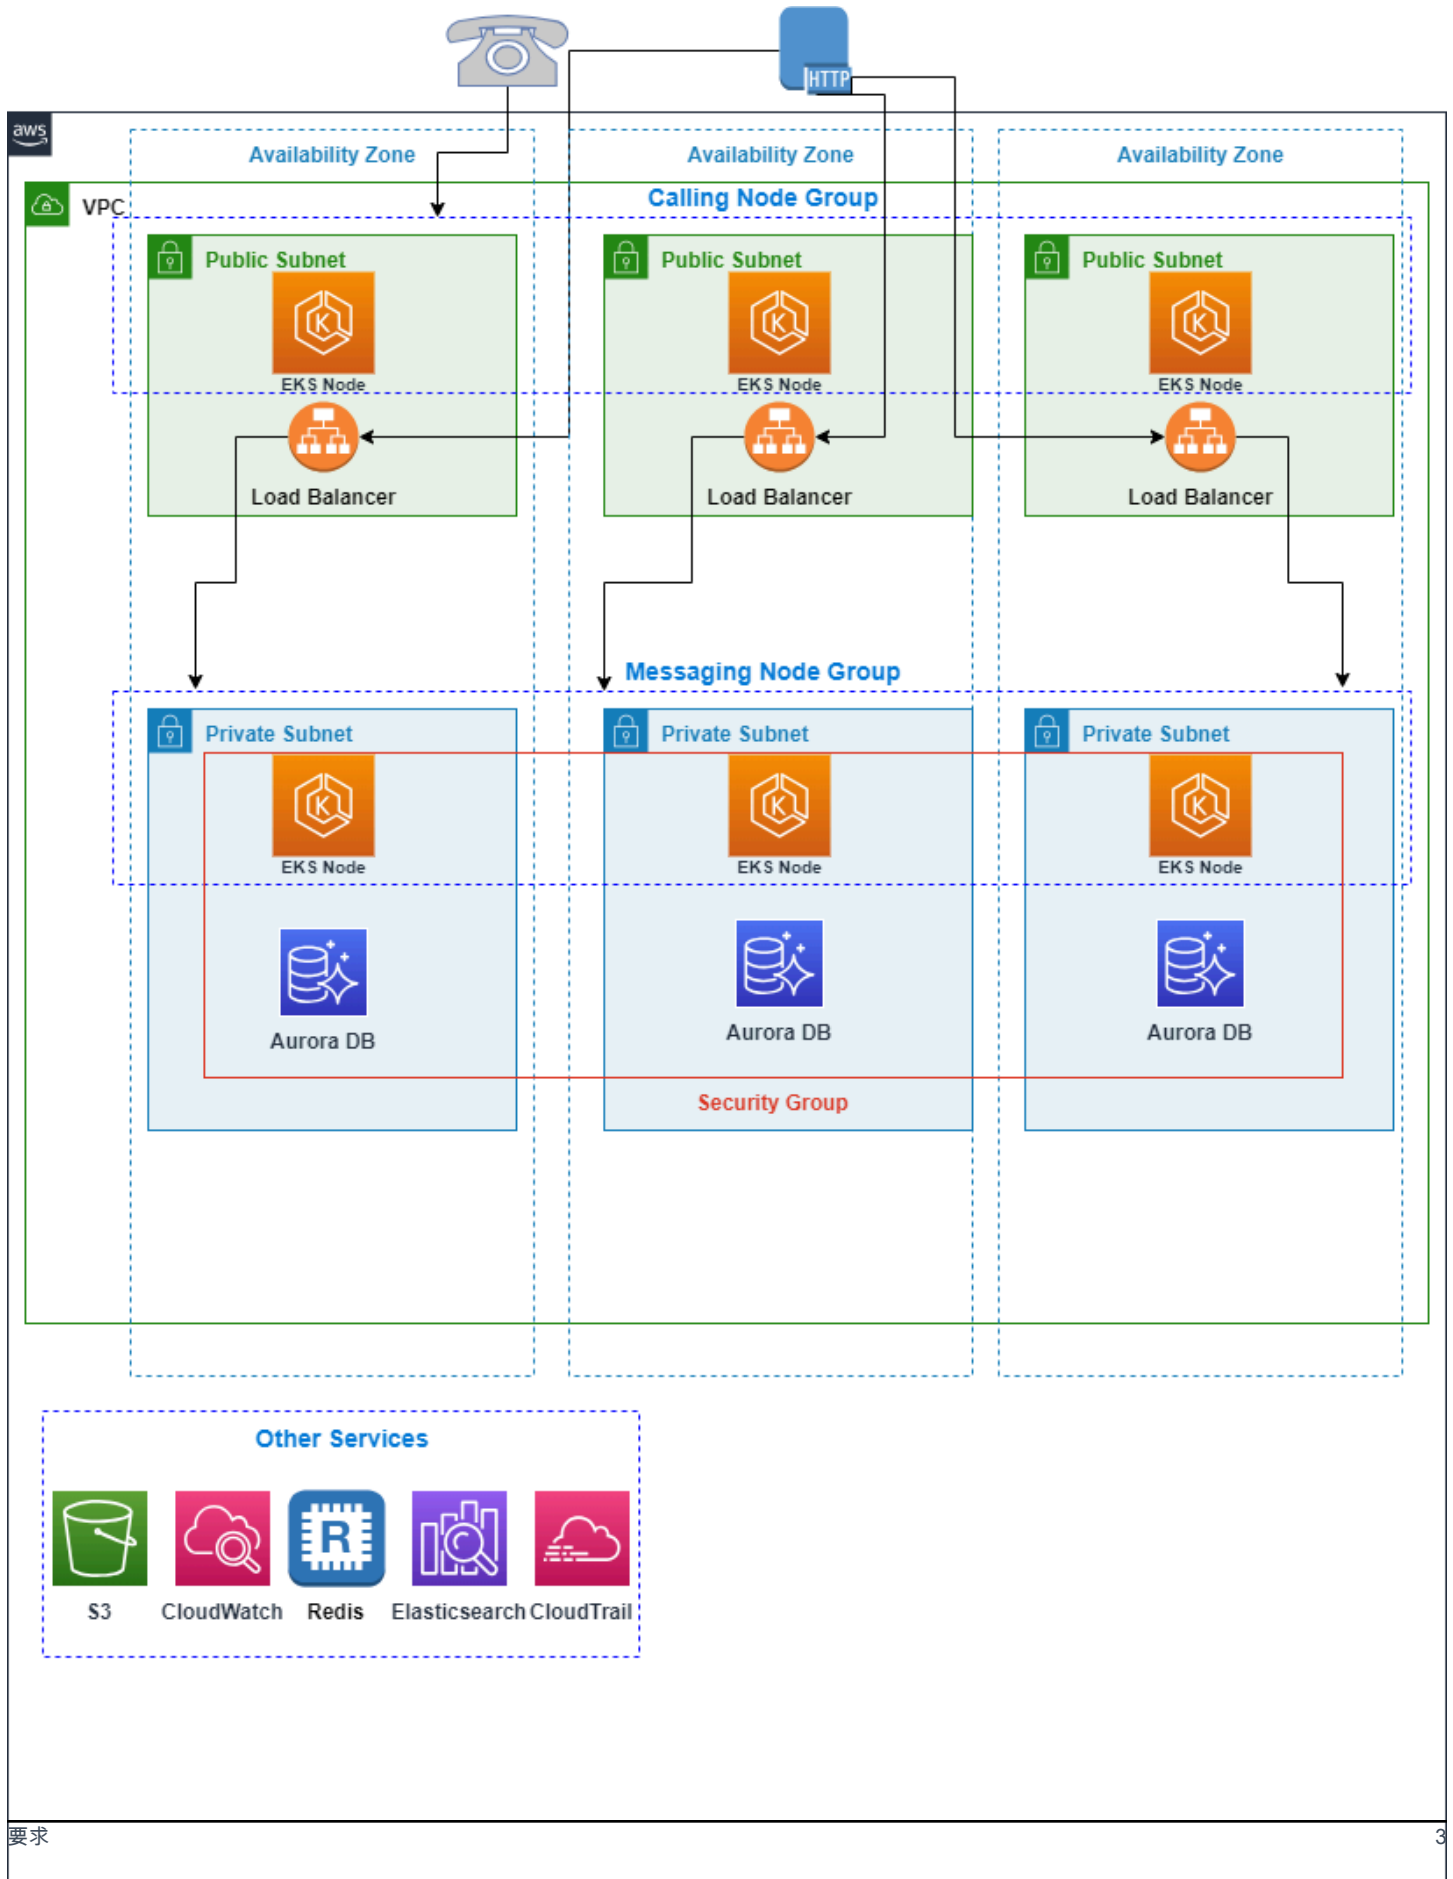 HTTP
aws
Availability Zone
Availability Zone
Availability Zone
VPC
Calling Node Group
Public Subnet
Public Subnet
Public Subnet
K
K
K
EKS Node
EKS Node
EKS Node
Load Balancer
Load Balancer
Load Balancer
Messaging Node Group
Private Subnet
Private Subnet
Private Subnet
K
K
K
EKS Node
EKS Node
EKS Node
Aurora DB
Aurora DB
Aurora DB
Security Group
Other Services
R
S3
CloudWatch
Redis
Elasticsearch
CloudTrail
要求
3